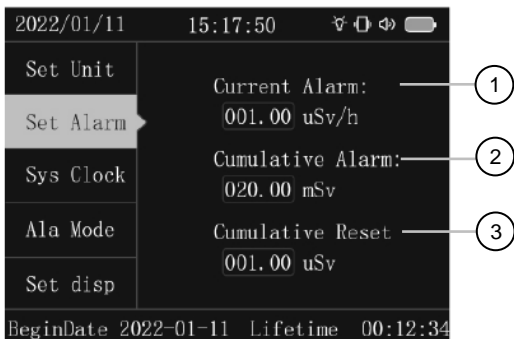 2022/01/11 15:17:50
Set Unit
Set Alarm
Sys Clock
Ala Mode
Set disp
Current Alarm:
001.00 uSv/h
Cumulative Alarm:
020.00 mSv
Cumulative Reset
001.00 uSv
1
2
3
BeginDate 2022-01-11 Lifetime 00:12:34